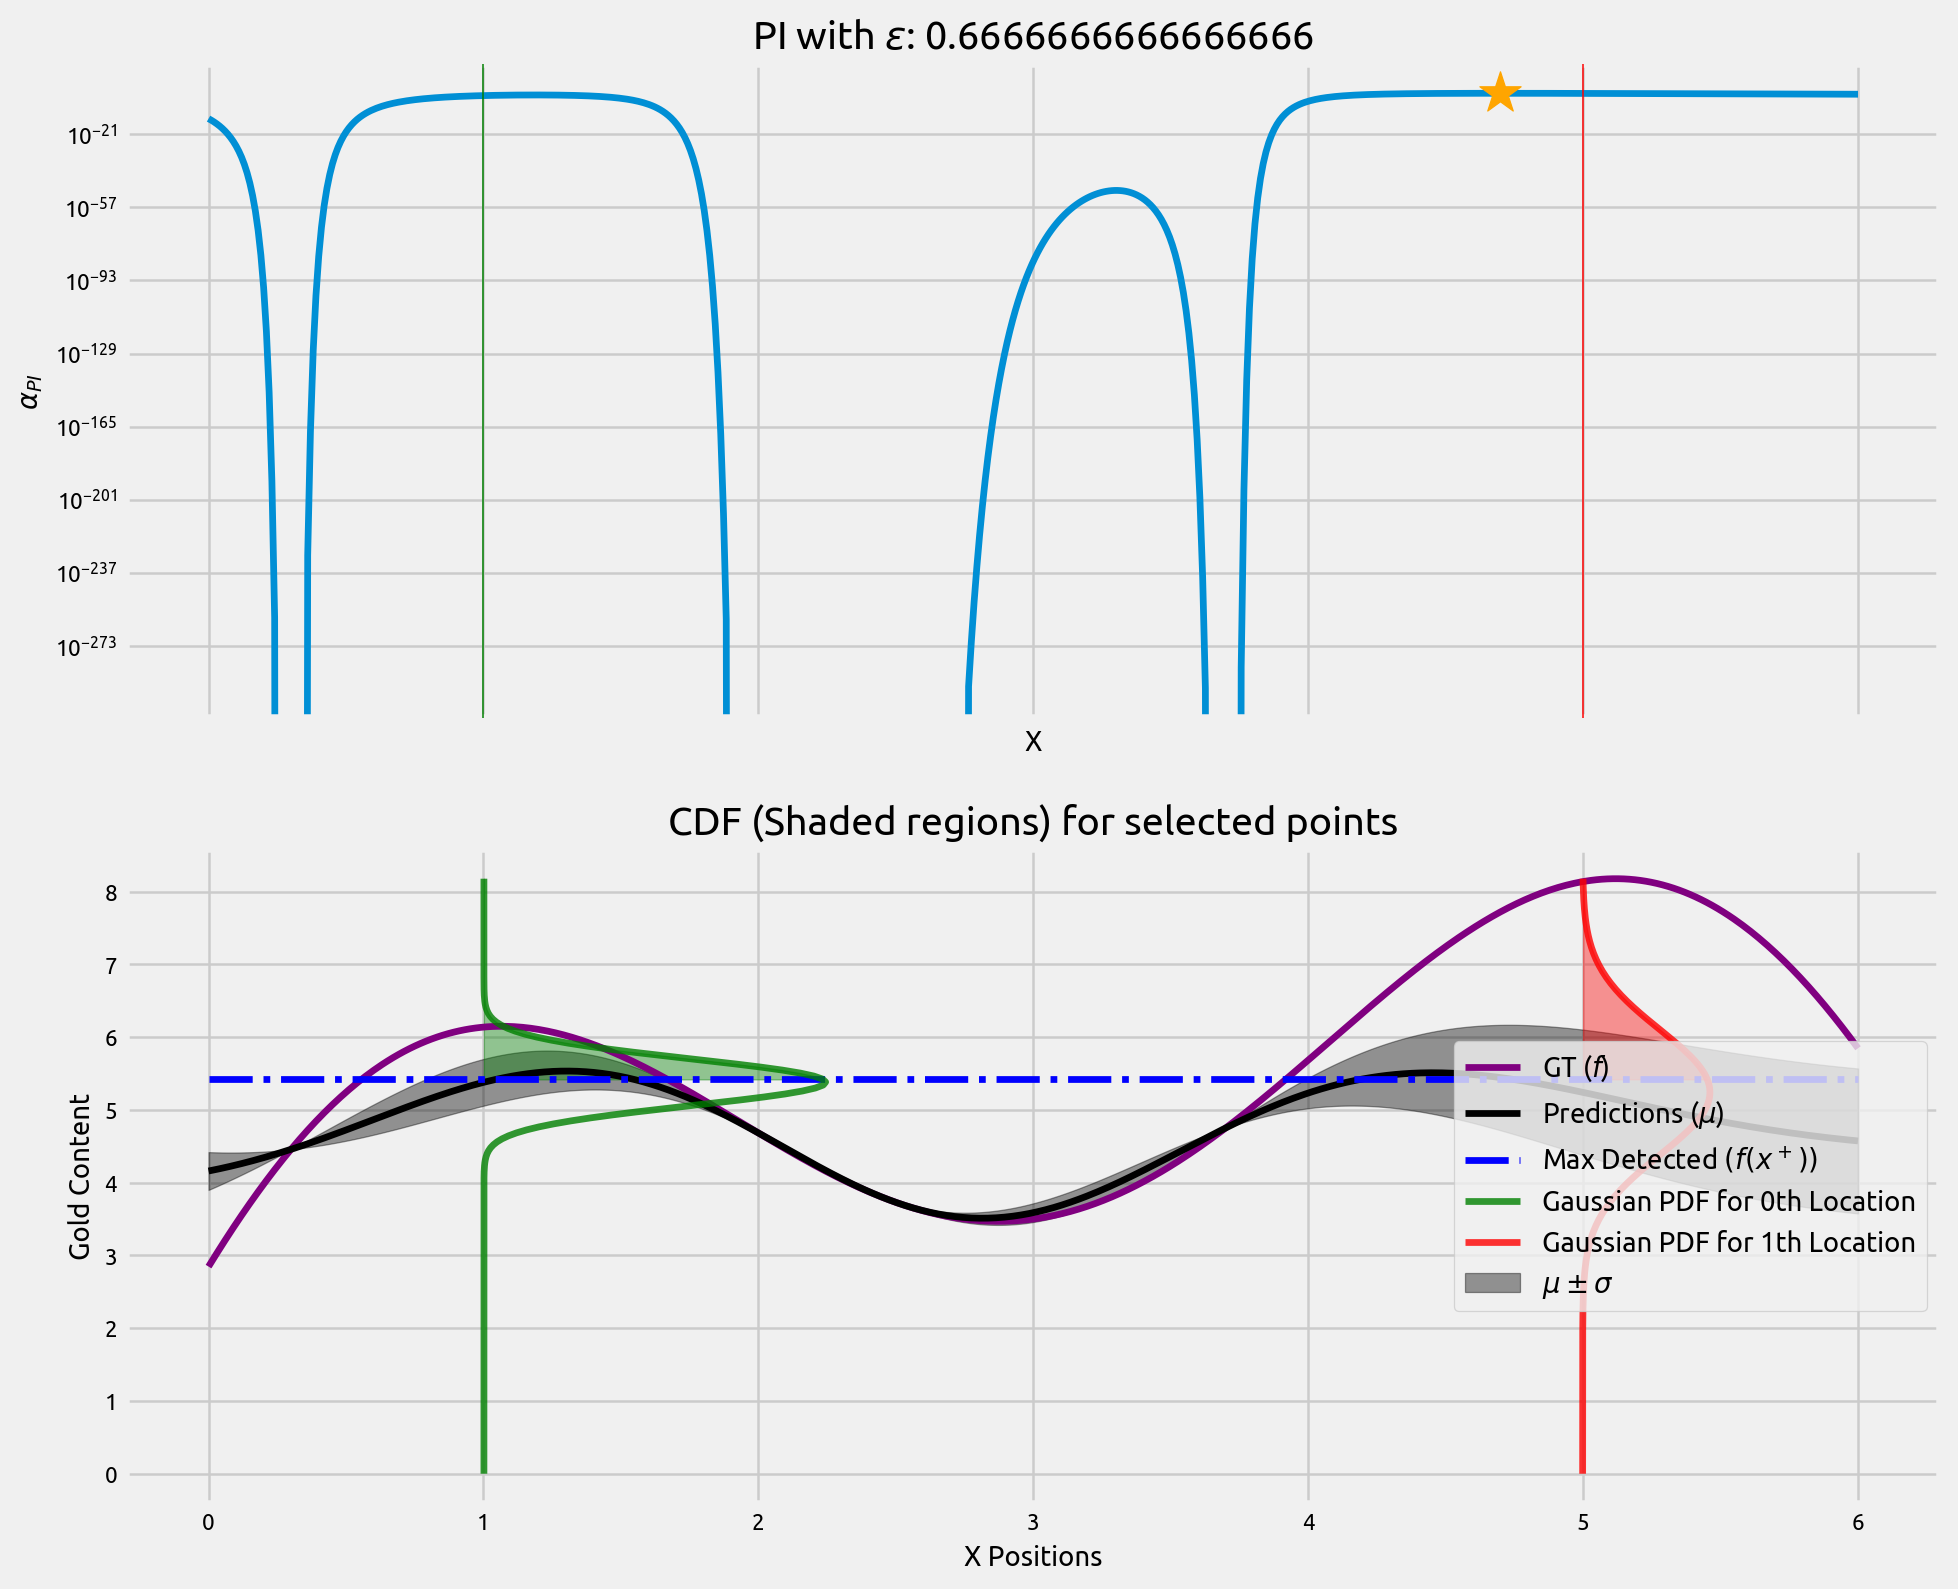 PI with ε: 0.6666666666666666
10⁻²¹
10⁻⁵⁷
10⁻⁹³
10⁻¹²⁹
10⁻¹⁶⁵
10⁻²⁰¹
10⁻²³⁷
10⁻²⁷³
α_PI
X
CDF (Shaded regions) for selected points
8
7
6
5
4
3
2
1
0
Gold Content
GT (f)
Predictions (μ)
Max Detected (f(x⁺))
Gaussian PDF for 0th Location
Gaussian PDF for 1th Location
μ ± σ
0 1 2 3 4 5 6
X Positions